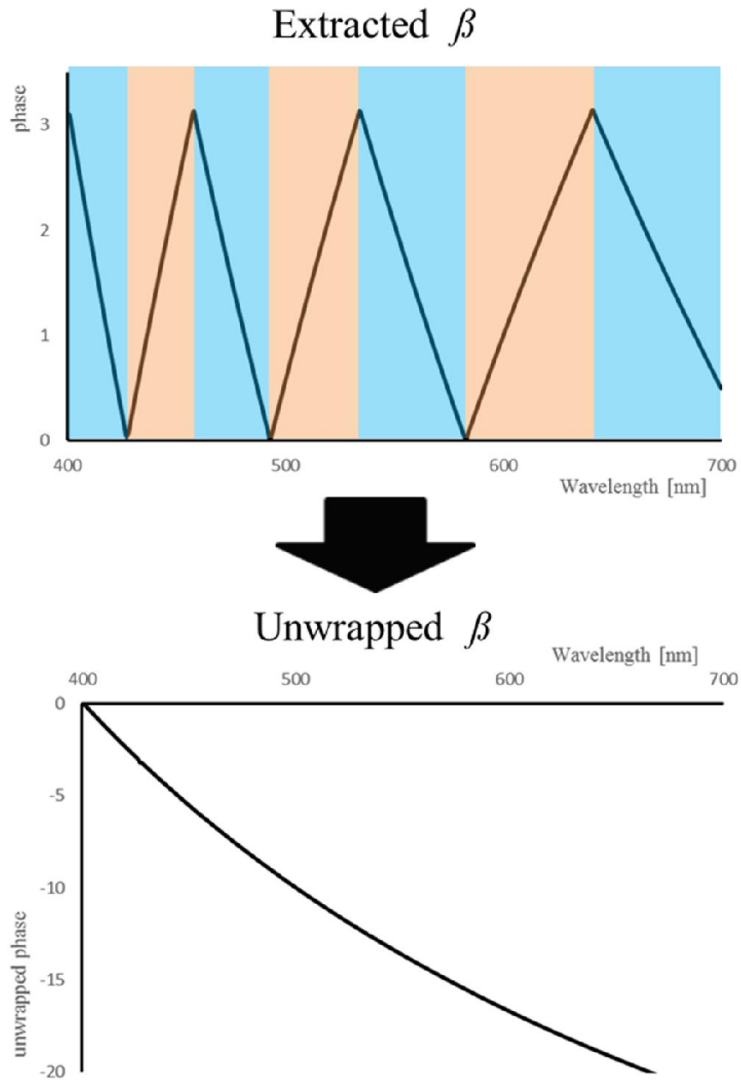 Extracted β
phase
3
2
1
0
400 500 600 700
Wavelength [nm]
Unwrapped β
Wavelength [nm]
400 500 600 700
0
-5
-10
-15
-20
unwrapped phase